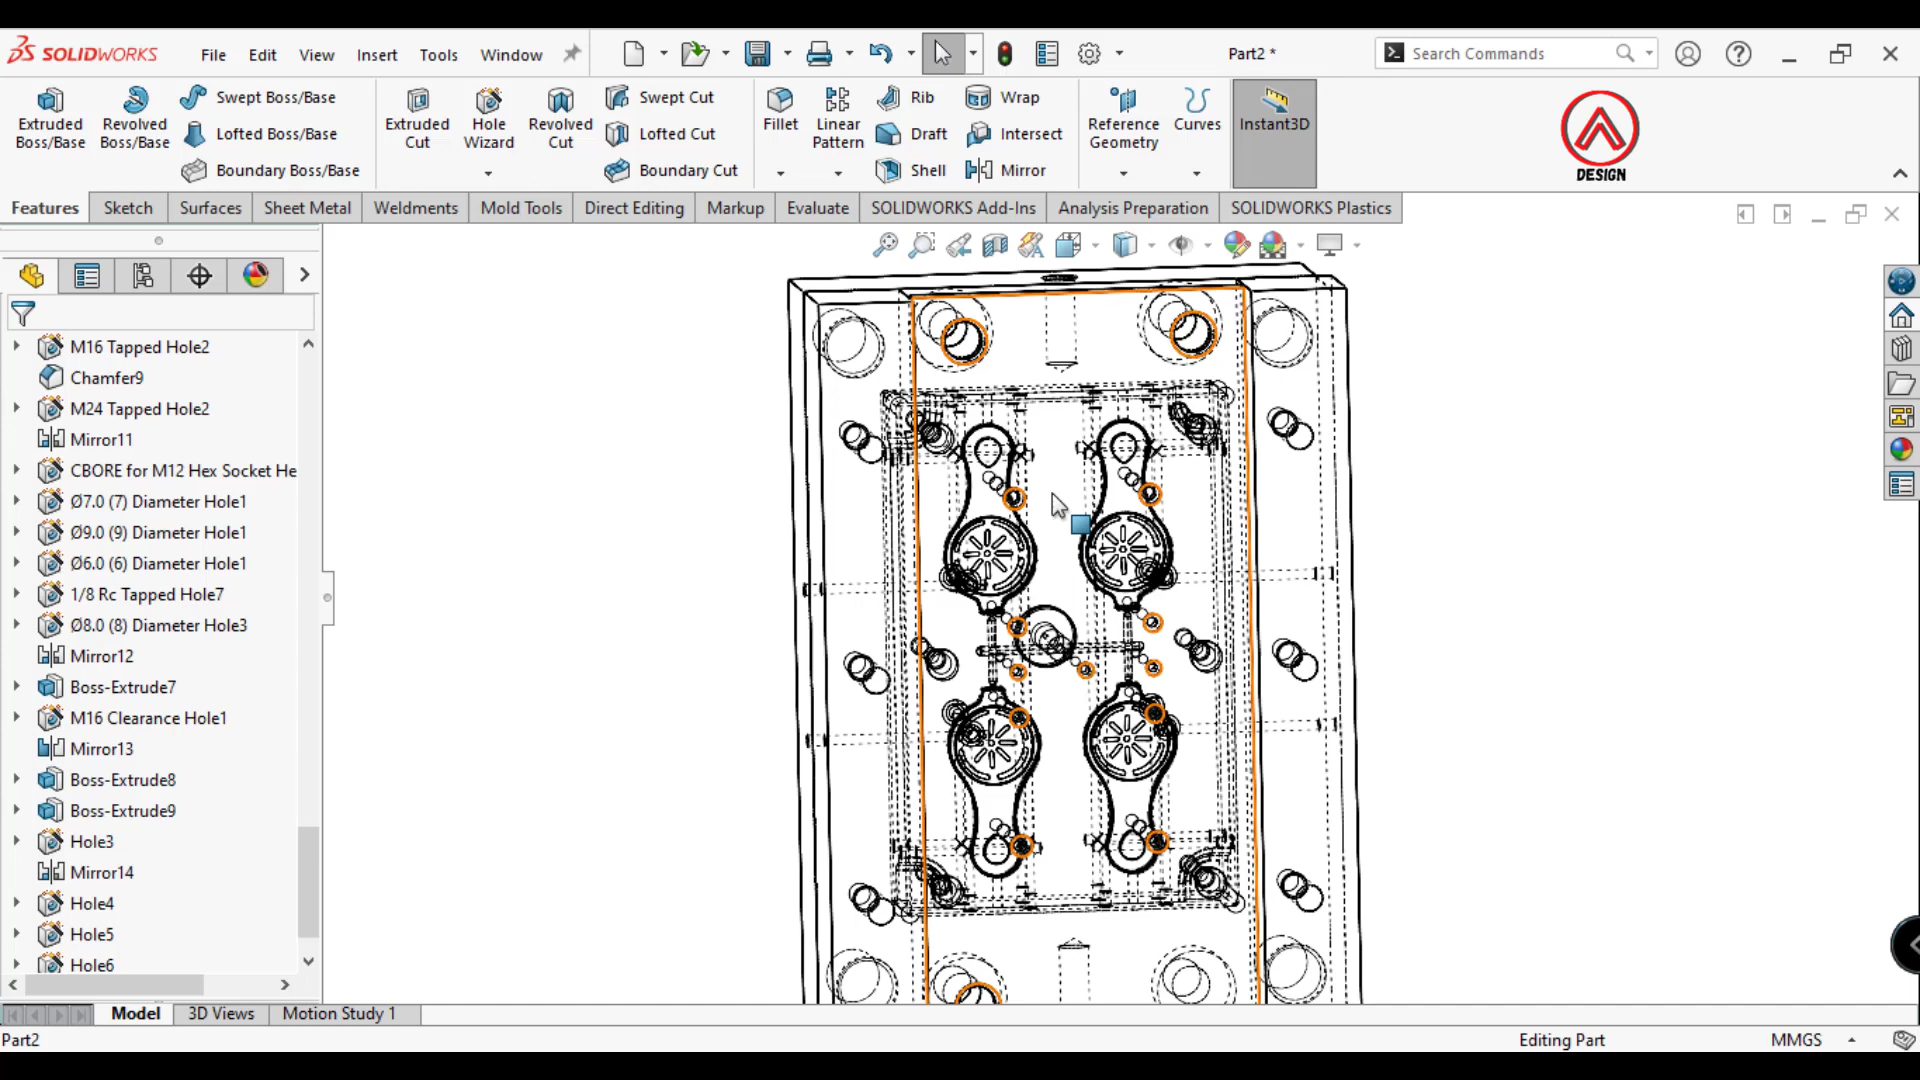 SOLIDWORKS File Edit View Insert Tools Window Part2 * Search Commands
Extruded Boss/Base
Revolved Boss/Base
Swept Boss/Base
Lofted Boss/Base
Boundary Boss/Base
Extruded Cut
Hole Wizard
Revolved Cut
Swept Cut
Lofted Cut
Boundary Cut
Fillet
Linear Pattern
Rib
Draft
Shell
Wrap
Intersect
Mirror
Reference Geometry
Curves
Instant3D
DESIGN
Features Sketch Surfaces Sheet Metal Weldments Mold Tools Direct Editing Markup Evaluate SOLIDWORKS Add-Ins Analysis Preparation SOLIDWORKS Plastics
M16 Tapped Hole2
Chamfer9
M24 Tapped Hole2
Mirror11
CBORE for M12 Hex Socket He
Ø7.0 (7) Diameter Hole1
Ø9.0 (9) Diameter Hole1
Ø6.0 (6) Diameter Hole1
1/8 Rc Tapped Hole7
Ø8.0 (8) Diameter Hole3
Mirror12
Boss-Extrude7
M16 Clearance Hole1
Mirror13
Boss-Extrude8
Boss-Extrude9
Hole3
Mirror14
Hole4
Hole5
Hole6
Model 3D Views Motion Study 1
Part2 Editing Part MMGS